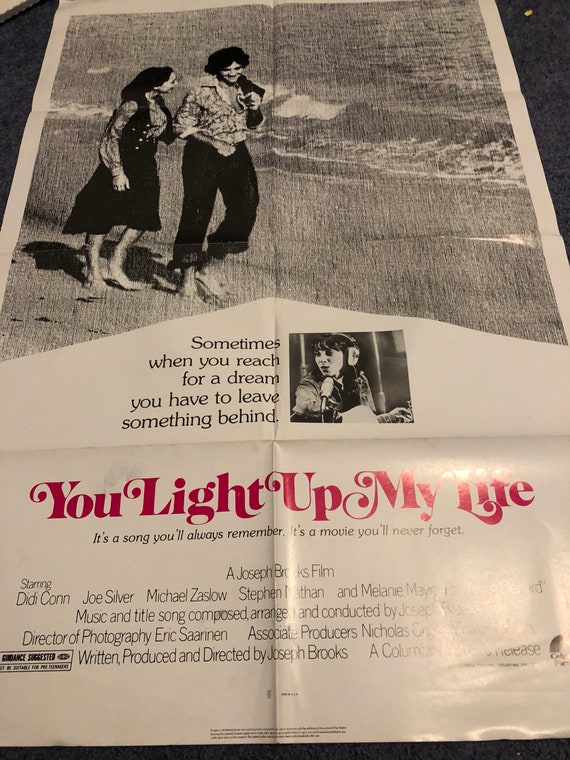 Sometimes
when you reach
for a dream
you have to leave
something behind.
You Light Up My Life
It's a song you'll always remember. It's a movie you'll never forget.
A Joseph Brooks Film
Starring
Didi Conn Joe Silver Michael Zaslow Stephen Nathan and Melanie
Music and title song composed, arranged and conducted by
Director of Photography Eric Saarinen Associate Producers Nicholas
GUIDANCE SUGGESTED
Written, Produced and Directed by Joseph Brooks A Release